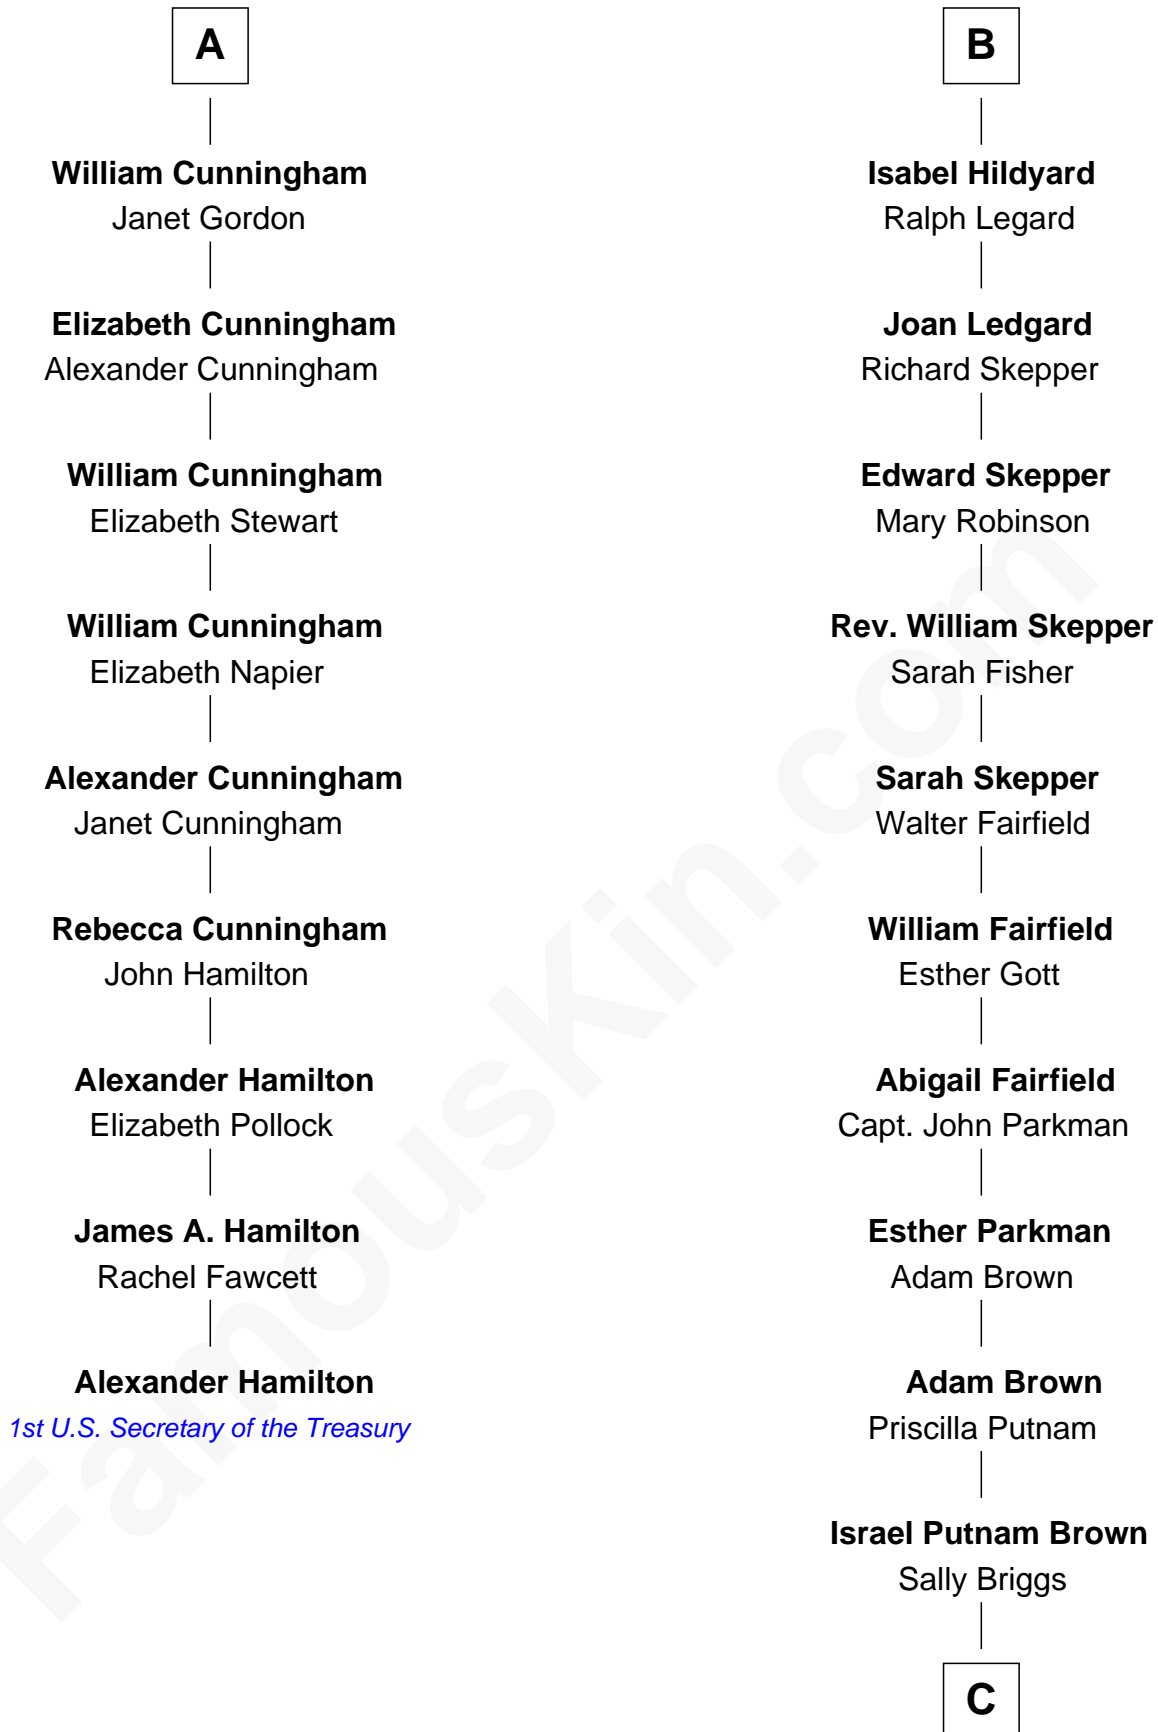 A
William Cunningham
Janet Gordon
Elizabeth Cunningham
Alexander Cunningham
William Cunningham
Elizabeth Stewart
William Cunningham
Elizabeth Napier
Alexander Cunningham
Janet Cunningham
Rebecca Cunningham
John Hamilton
Alexander Hamilton
Elizabeth Pollock
James A. Hamilton
Rachel Fawcett
Alexander Hamilton
1st U.S. Secretary of the Treasury
B
Isabel Hildyard
Ralph Legard
Joan Ledgard
Richard Skepper
Edward Skepper
Mary Robinson
Rev. William Skepper
Sarah Fisher
Sarah Skepper
Walter Fairfield
William Fairfield
Esther Gott
Abigail Fairfield
Capt. John Parkman
Esther Parkman
Adam Brown
Adam Brown
Priscilla Putnam
Israel Putnam Brown
Sally Briggs
C
FamousKin.com